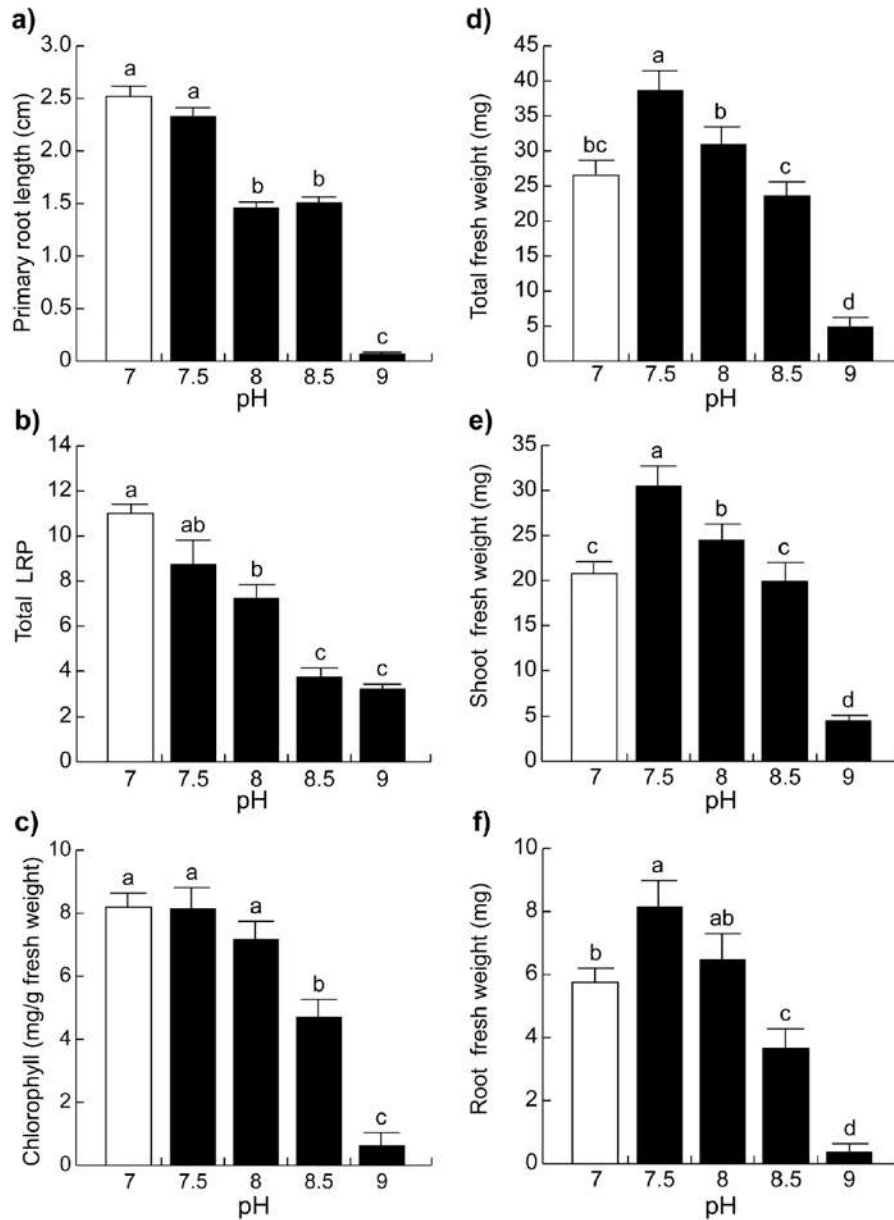 a)
Primary root length (cm)
3.0
2.5
2.0
1.5
1.0
0.5
0
a
a
b
b
c
7 7.5 8 8.5 9
pH
b)
Total LRP
14
12
10
8
6
4
2
0
a
ab
b
c
c
7 7.5 8 8.5 9
pH
c)
Chlorophyll (mg/g fresh weight)
10
8
6
4
2
0
a
a
a
b
c
7 7.5 8 8.5 9
pH
d)
Total fresh weight (mg)
45
40
35
30
25
20
15
10
5
0
bc
a
b
c
d
7 7.5 8 8.5 9
pH
e)
Shoot fresh weight (mg)
35
30
25
20
15
10
5
0
c
a
b
c
d
7 7.5 8 8.5 9
pH
f)
Root fresh weight (mg)
10
8
6
4
2
0
b
a
ab
c
d
7 7.5 8 8.5 9
pH